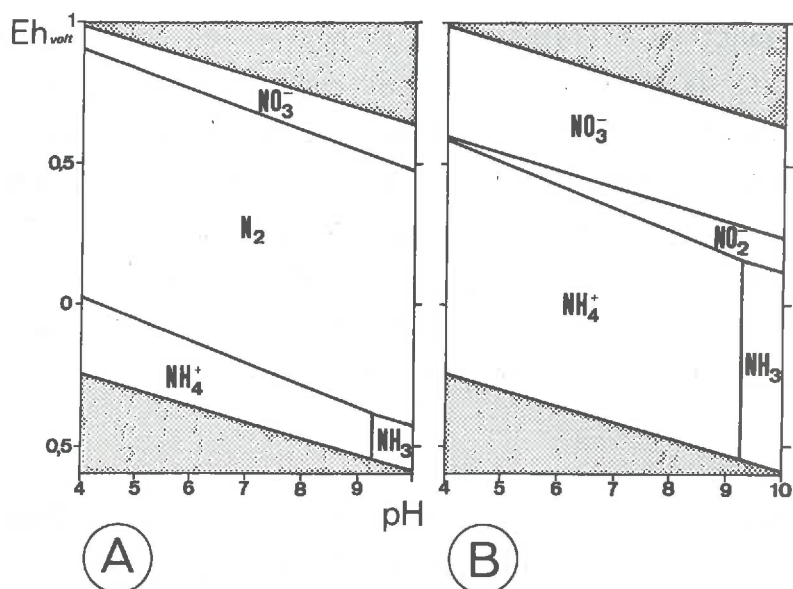 Eh volt
1
0,5
0
0,5
NO₃⁻
N₂
NH₄⁺
NH₃
4 5 6 7 8 9 10
pH
A
NO₃⁻
NO₂⁻
NH₄⁺
NH₃
4 5 6 7 8 9 10
B